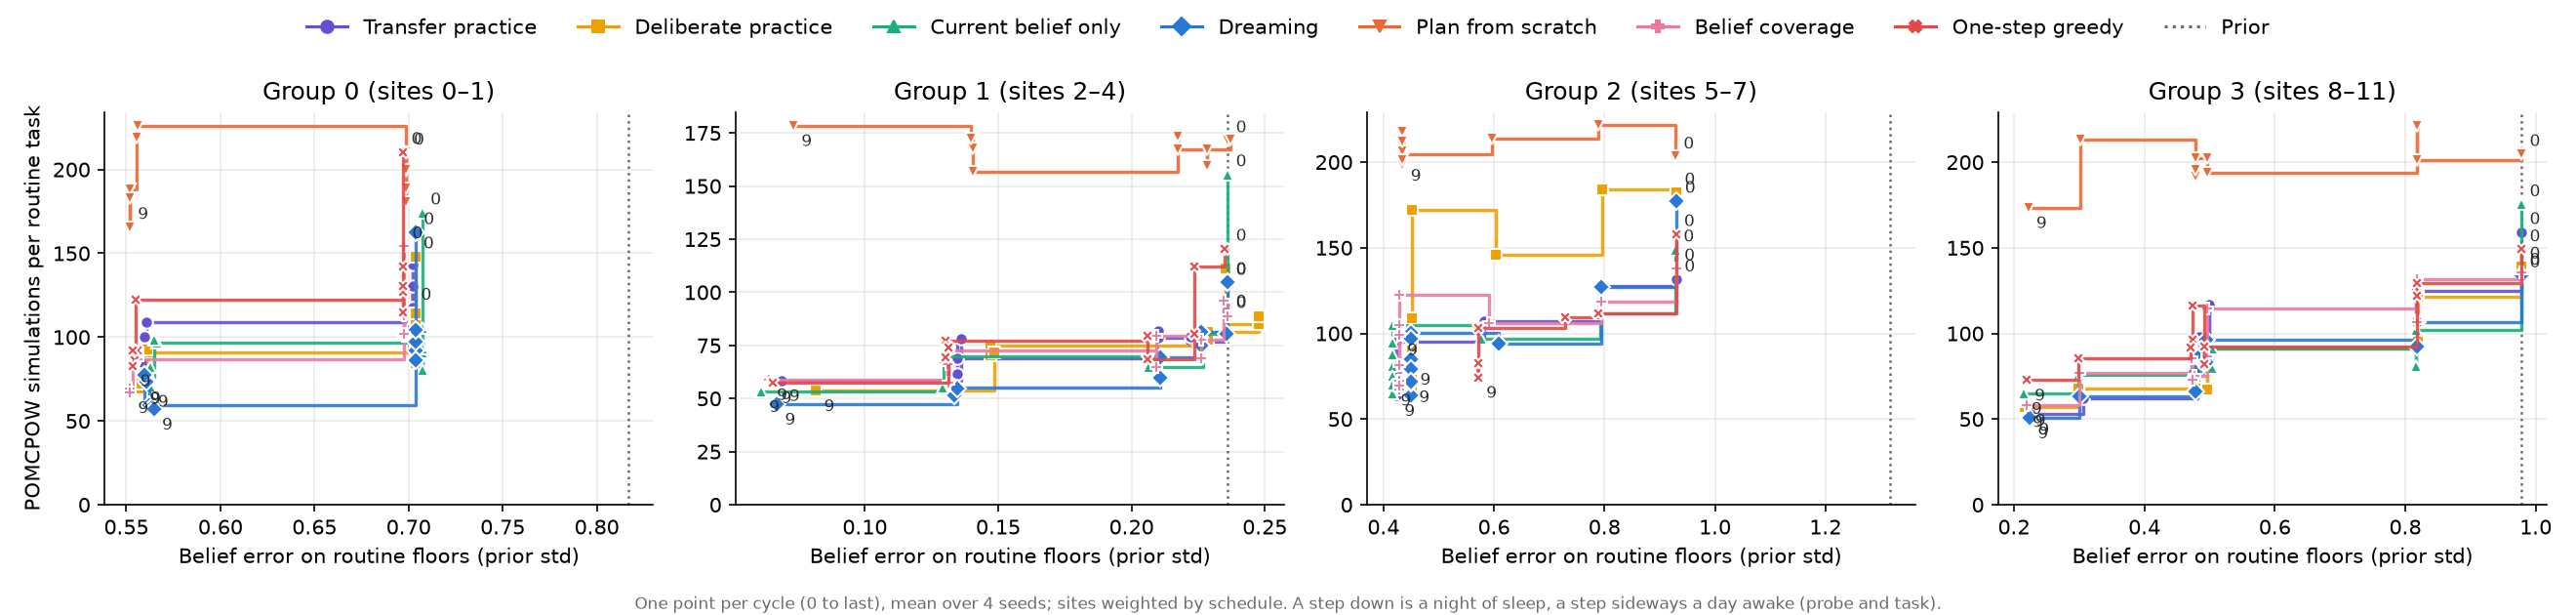 Transfer practice
Deliberate practice
Current belief only
Dreaming
Plan from scratch
Belief coverage
One-step greedy
Prior
Group 0 (sites 0–1)
Group 1 (sites 2–4)
Group 2 (sites 5–7)
Group 3 (sites 8–11)
POMCPOW simulations per routine task
200
150
100
50
0
0.55
0.60
0.65
0.70
0.75
0.80
Belief error on routine floors (prior std)
175
150
125
100
75
50
25
0
0.10
0.15
0.20
0.25
Belief error on routine floors (prior std)
200
150
100
50
0
0.4
0.6
0.8
1.0
1.2
Belief error on routine floors (prior std)
200
150
100
50
0
0.2
0.4
0.6
0.8
1.0
Belief error on routine floors (prior std)
One point per cycle (0 to last), mean over 4 seeds; sites weighted by schedule. A step down is a night of sleep, a step sideways a day awake (probe and task).